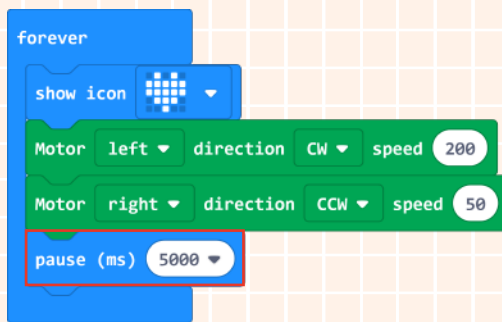 forever
show icon
Motor left direction CW speed 200
Motor right direction CCW speed 50
pause (ms) 5000